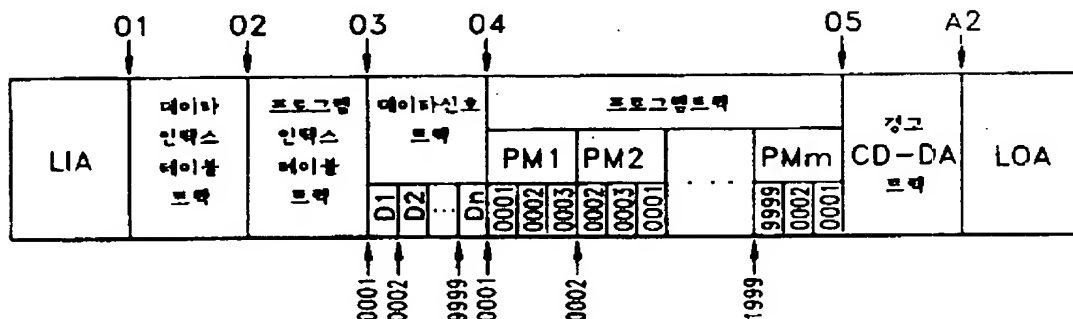 01 02 03 04 05 A2
LIA
데이타
인덱스
테이블
트랙
프로그램
인덱스
테이블
트랙
데이타신호
트랙
D1 D2 ... Dn
프로그램트랙
PM1 PM2 .... PMm
0001 0002 0003 0002 0003 0001 9999 0002 0001
경고
CD-DA
트랙
LOA
0001 0002 9999 0001 0002 1999